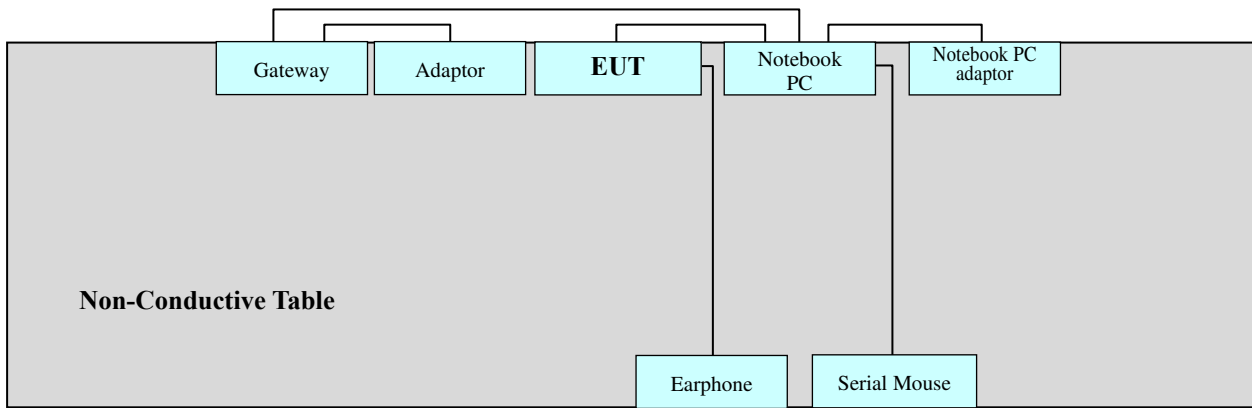 Gateway
Adaptor
EUT
Notebook
PC
Notebook PC
adaptor
Non-Conductive Table
Earphone
Serial Mouse